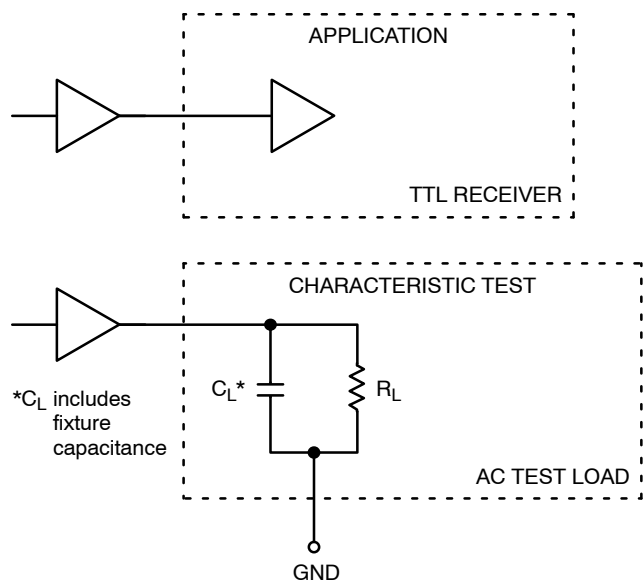 APPLICATION
TTL RECEIVER
CHARACTERISTIC TEST
*CL includes
fixture
capacitance
CL*
RL
AC TEST LOAD
GND